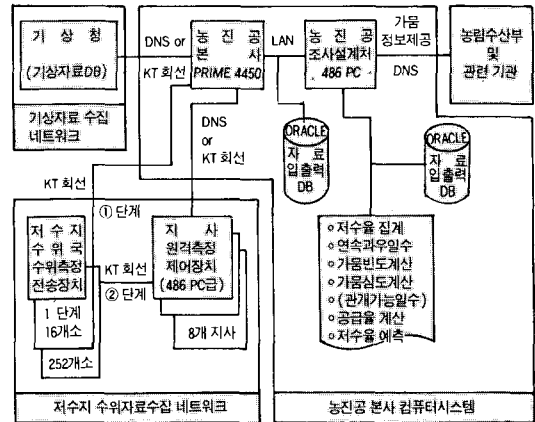 기 상 청
(기상자료DB)
기상자료 수집
네트워크
DNS or
KT 회선
농 진 공
본 사
PRIME 4450
LAN
농 진 공
조사설계처
486 PC
가뭄
정보제공
DNS
농림수산부
및
관련 기관
DNS
or
KT 회선
KT 회선
ORACLE
자 료
입출력
DB
ORACLE
자 료
입출력
DB
① 단계
저 수 지
수 위 국
수위측정
전송장치
1 단계
16개소
252개소
KT 회선
② 단계
지 사
원격측정
제어장치
(486 PC급)
8개 지사
o 저수율 집계
o 연속과우일수
o 가뭄빈도계산
o 가뭄심도계산
o (관개가능일수)
o 공급율 계산
o 저수율 예측
저수지 수위자료수집 네트워크
농진공 본사 컴퓨터시스템